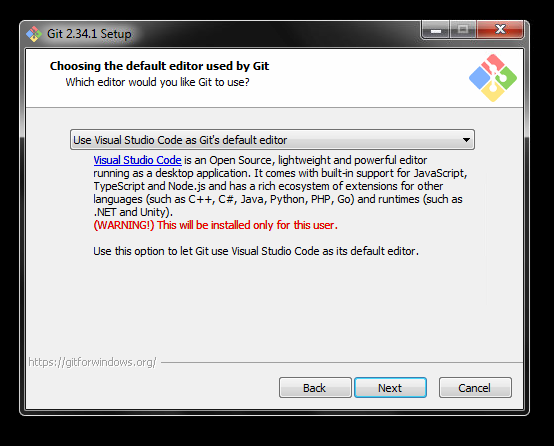 Git 2.34.1 Setup
Choosing the default editor used by Git
Which editor would you like Git to use?
Use Visual Studio Code as Git's default editor
Visual Studio Code is an Open Source, lightweight and powerful editor
running as a desktop application. It comes with built-in support for JavaScript,
TypeScript and Node.js and has a rich ecosystem of extensions for other
languages (such as C++, C#, Java, Python, PHP, Go) and runtimes (such as
.NET and Unity).
(WARNING!) This will be installed only for this user.
Use this option to let Git use Visual Studio Code as its default editor.
https://gitforwindows.org/
Back
Next
Cancel